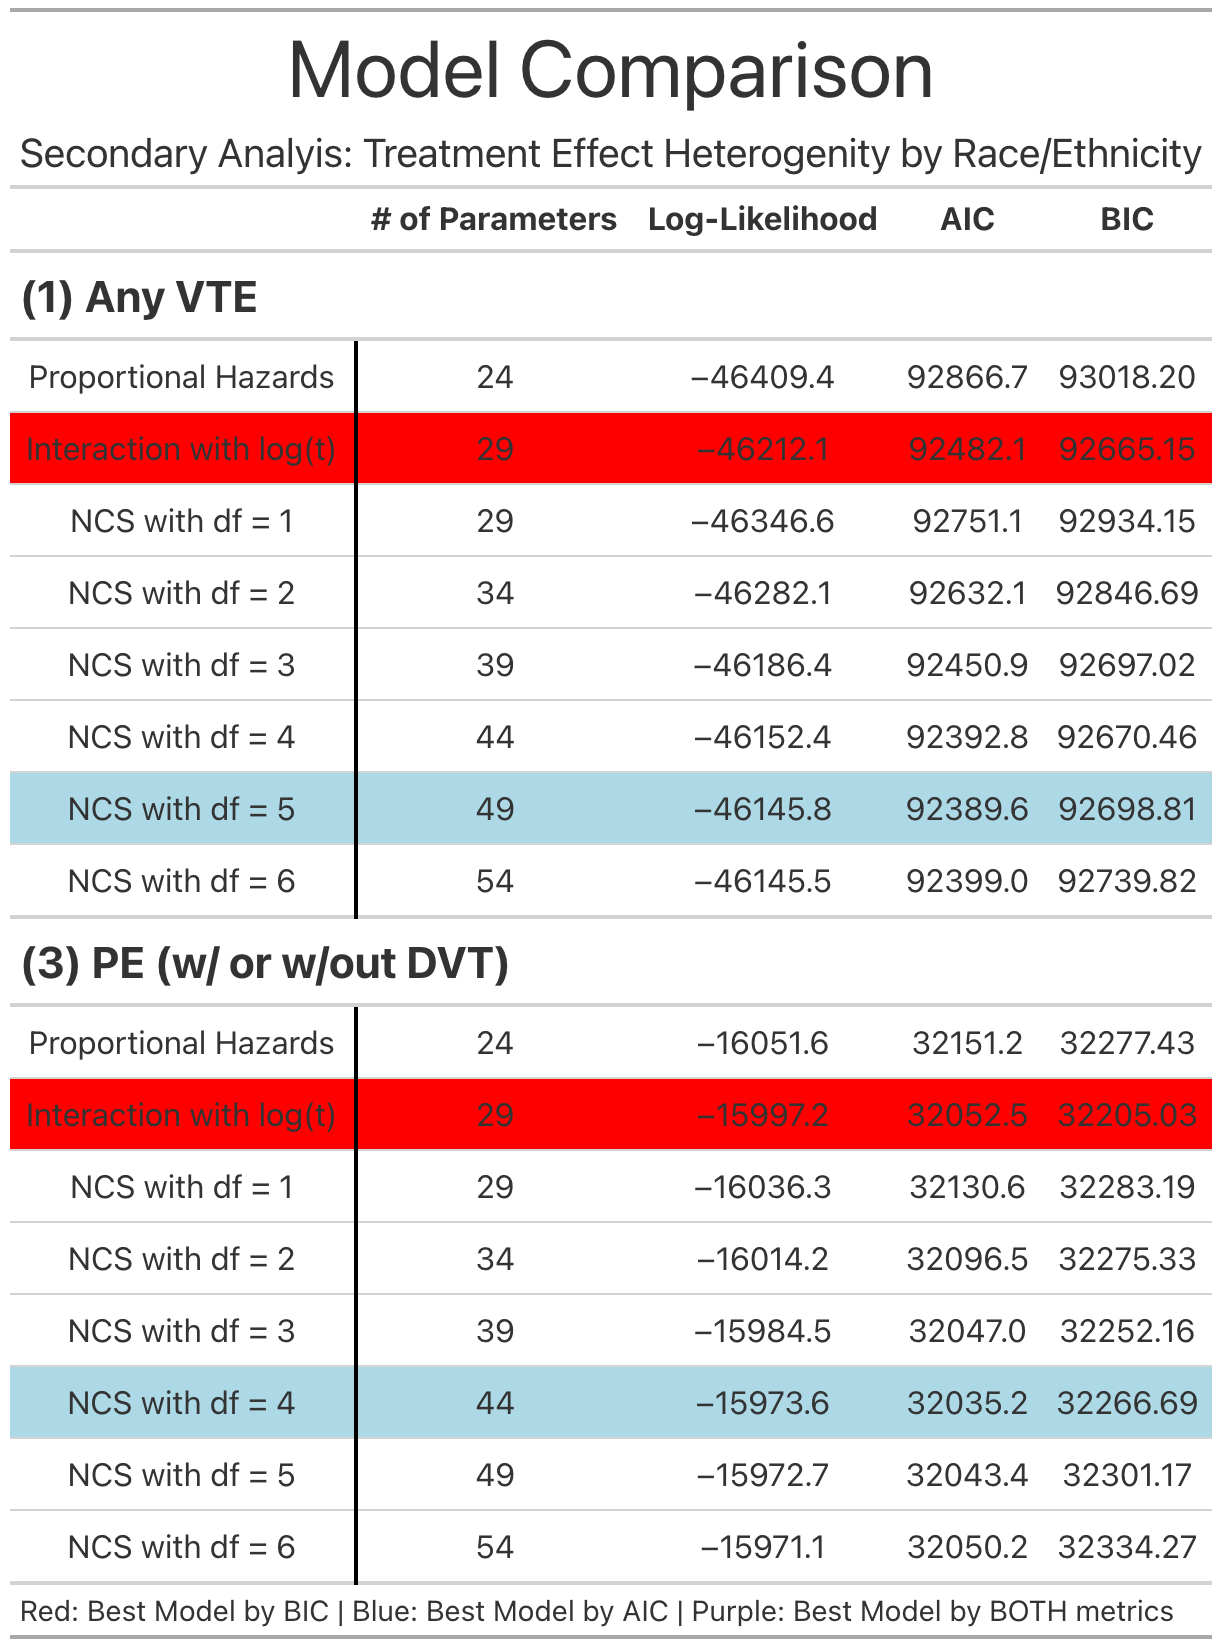 Model Comparison
Secondary Analyis: Treatment Effect Heterogenity by Race/Ethnicity
# of Parameters Log-Likelihood AIC BIC
(1) Any VTE
Proportional Hazards 24 −46409.4 92866.7 93018.20
Interaction with log(t) 29 −46212.1 92482.1 92665.15
NCS with df = 1 29 −46346.6 92751.1 92934.15
NCS with df = 2 34 −46282.1 92632.1 92846.69
NCS with df = 3 39 −46186.4 92450.9 92697.02
NCS with df = 4 44 −46152.4 92392.8 92670.46
NCS with df = 5 49 −46145.8 92389.6 92698.81
NCS with df = 6 54 −46145.5 92399.0 92739.82
(3) PE (w/ or w/out DVT)
Proportional Hazards 24 −16051.6 32151.2 32277.43
Interaction with log(t) 29 −15997.2 32052.5 32205.03
NCS with df = 1 29 −16036.3 32130.6 32283.19
NCS with df = 2 34 −16014.2 32096.5 32275.33
NCS with df = 3 39 −15984.5 32047.0 32252.16
NCS with df = 4 44 −15973.6 32035.2 32266.69
NCS with df = 5 49 −15972.7 32043.4 32301.17
NCS with df = 6 54 −15971.1 32050.2 32334.27
Red: Best Model by BIC | Blue: Best Model by AIC | Purple: Best Model by BOTH metrics